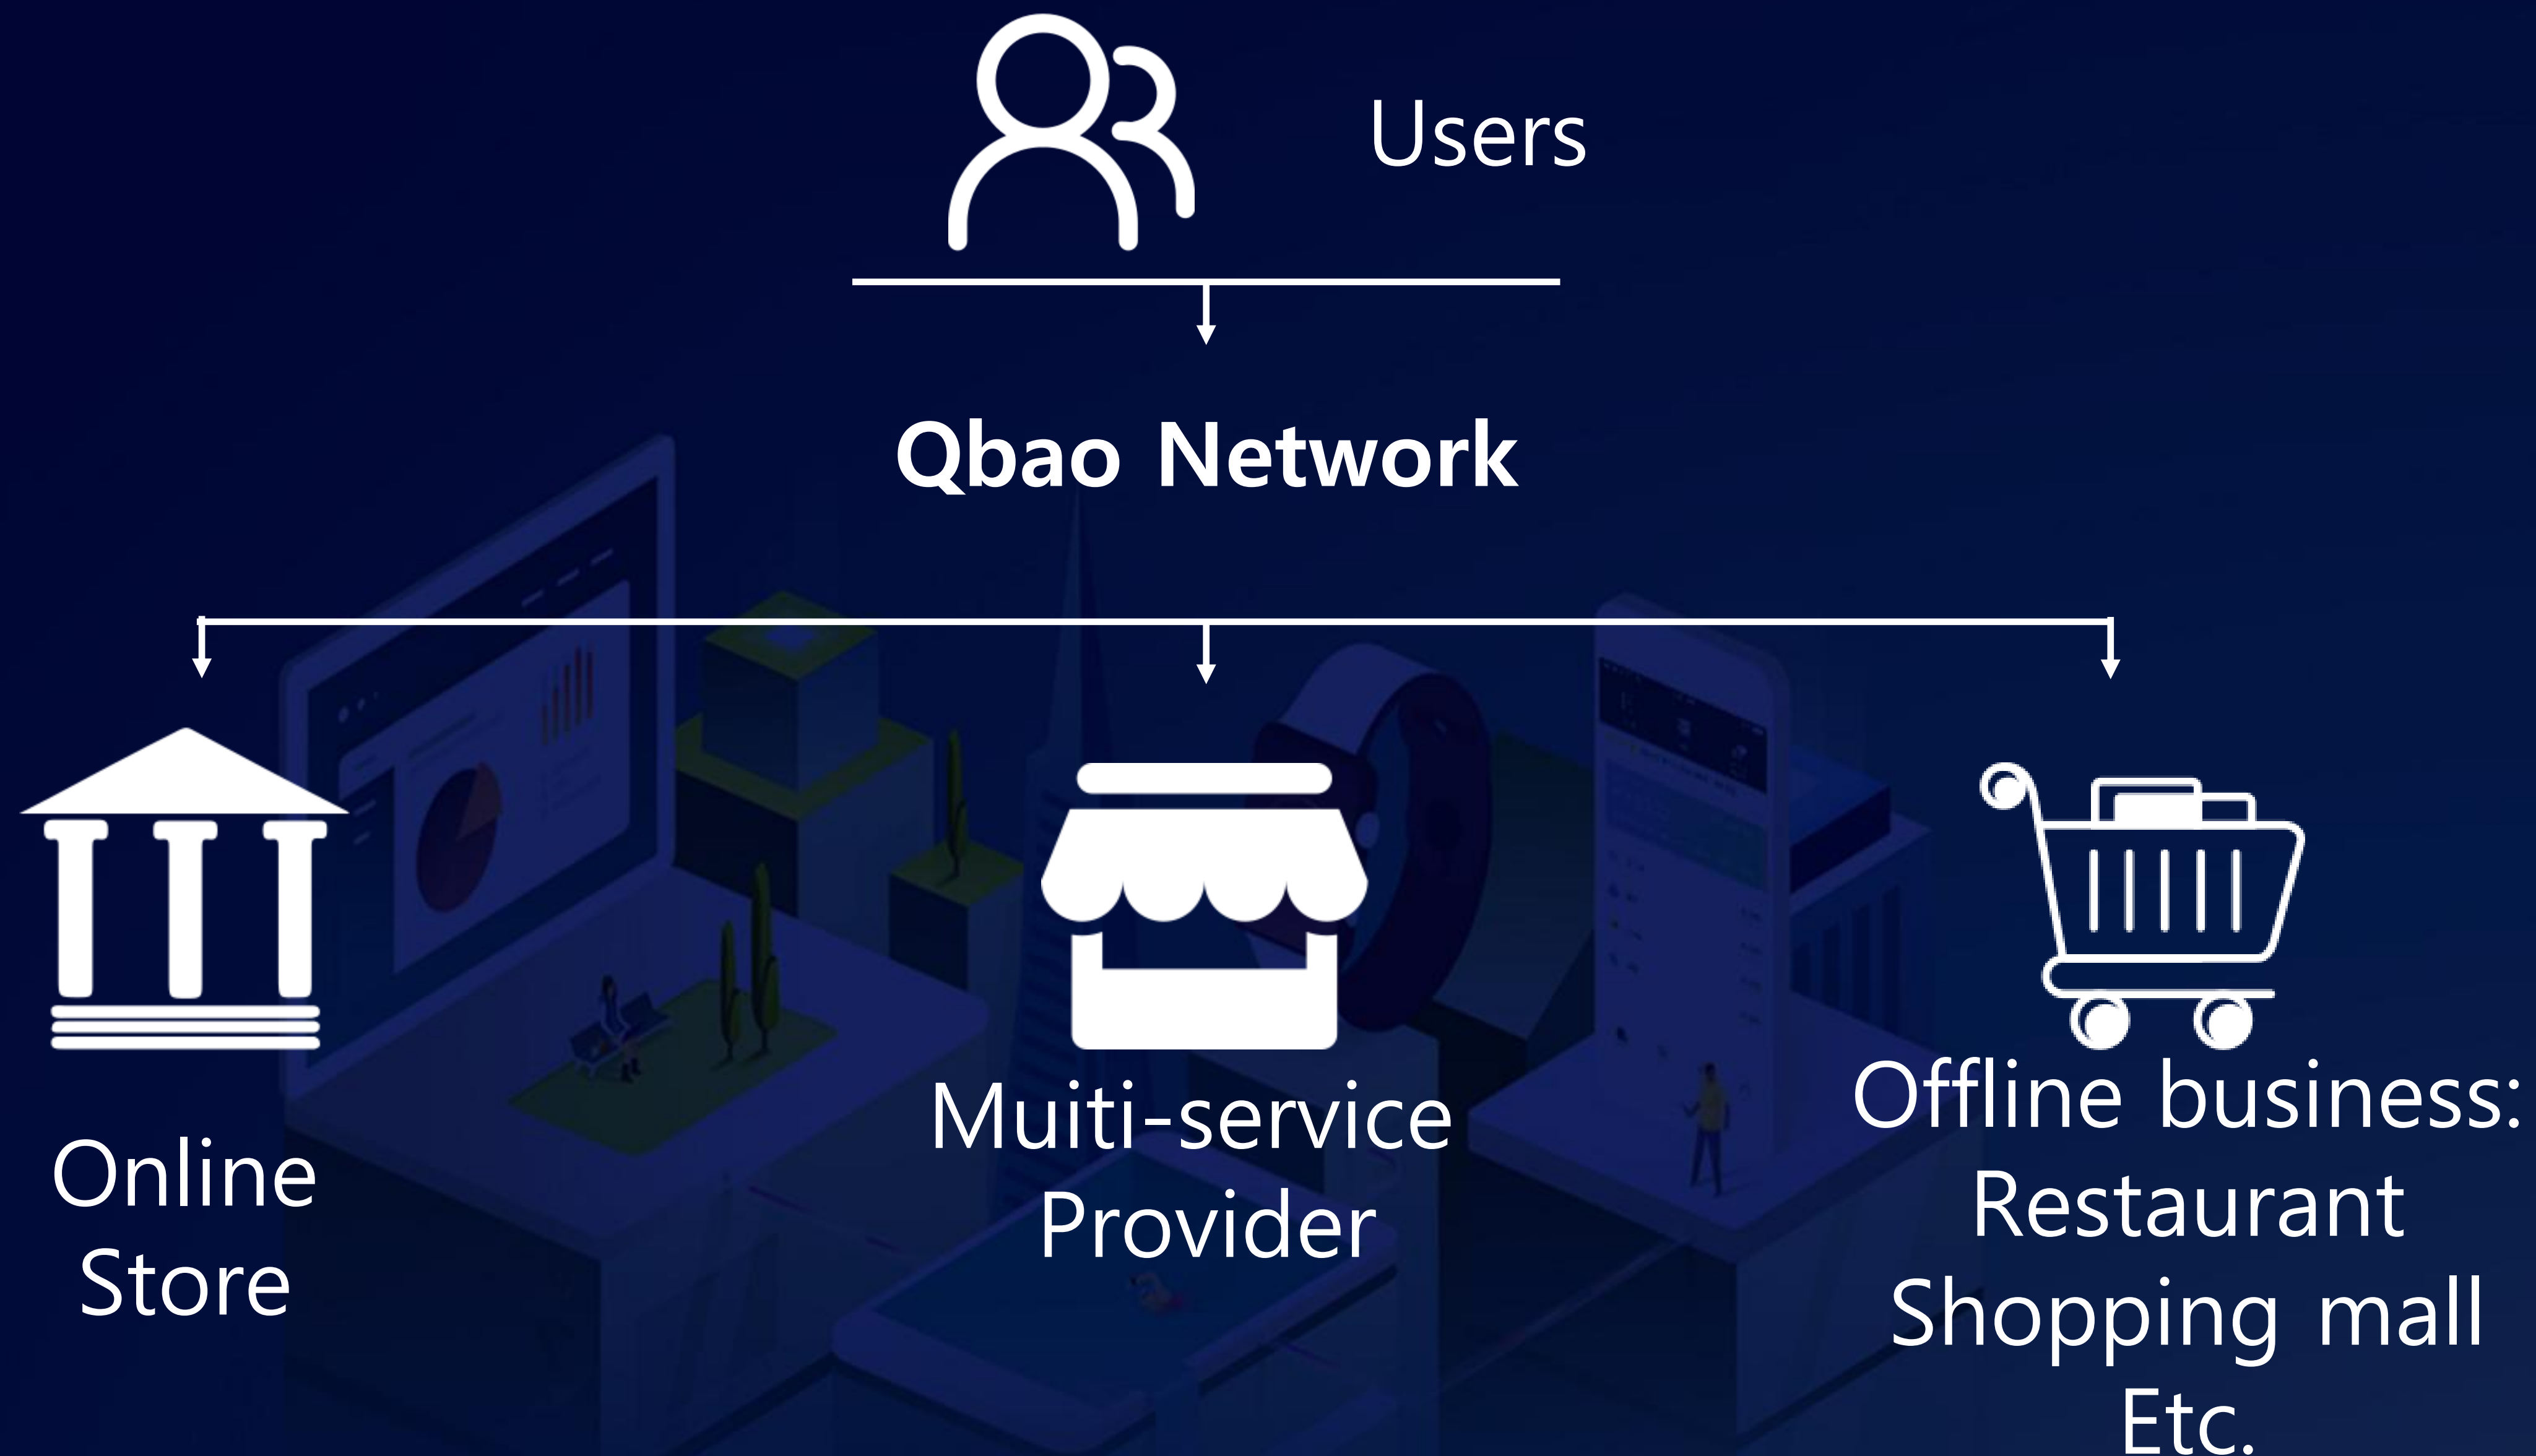 Users
Qbao Network
Online
Store
Muiti-service
Provider
Offline business:
Restaurant
Shopping mall
Etc.